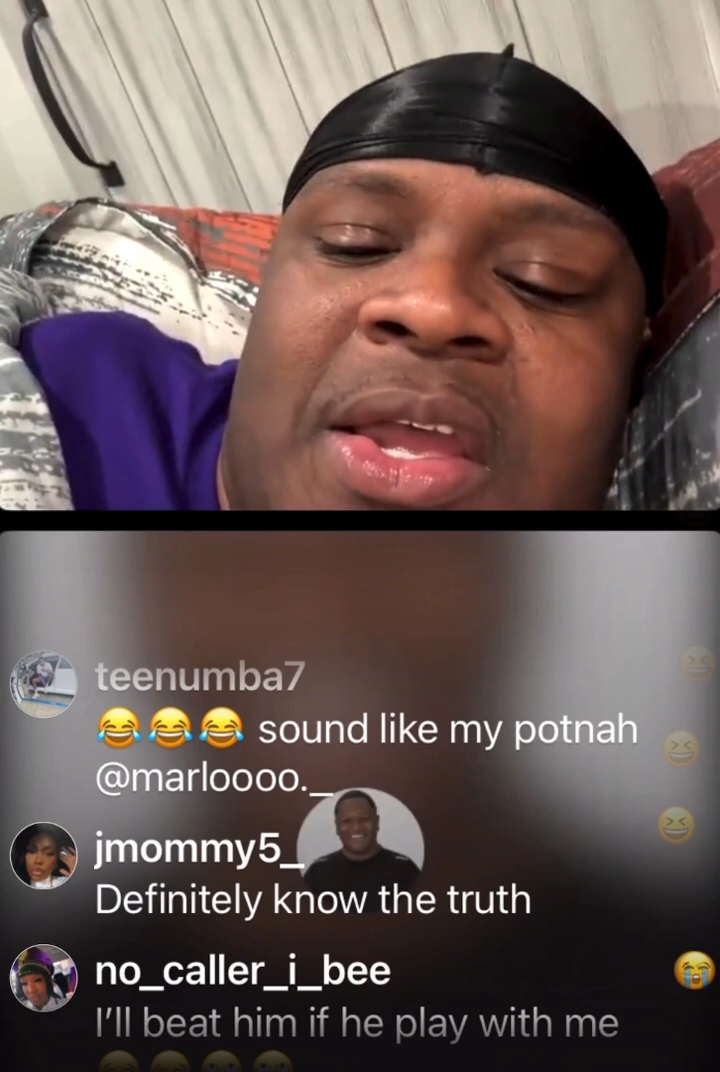 teenumba7
😂😂😂 sound like my potnah
@marloooo._
jmommy5_
Definitely know the truth
no_caller_i_bee
I'll beat him if he play with me